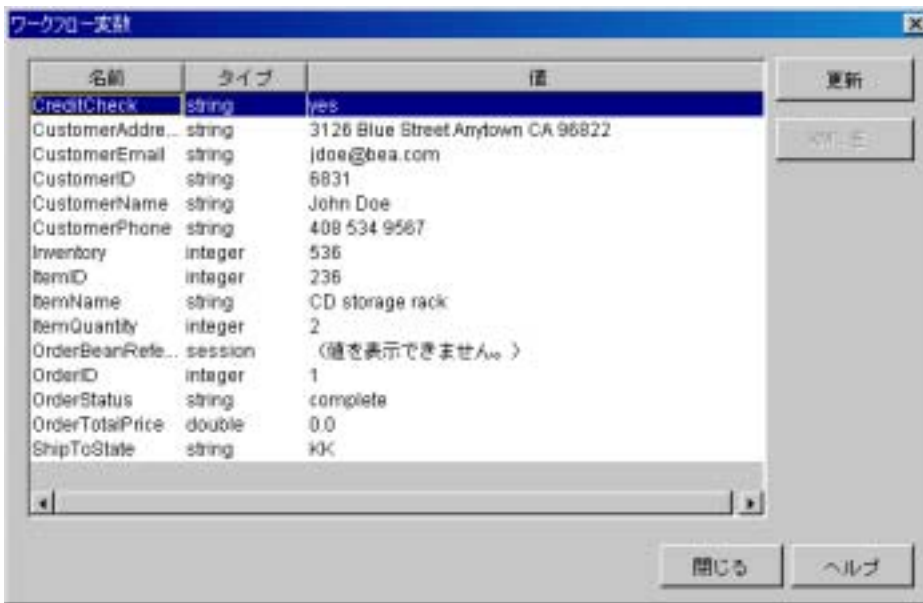 ワークフロー変数
名前 タイプ 値 更新
CreditCheck string yes
CustomerAddre... string 3126 Blue Street Anytown CA 96822
CustomerEmail string jdoe@bea.com
CustomerID string 6831
CustomerName string John Doe
CustomerPhone string 408 534 9567
Inventory integer 536
ItemID integer 236
ItemName string CD storage rack
ItemQuantity integer 2
OrderBeanRefe... session （値を表示できません。）
OrderID integer 1
OrderStatus string complete
OrderTotalPrice double 0.0
ShipToState string KK
閉じる ヘルプ